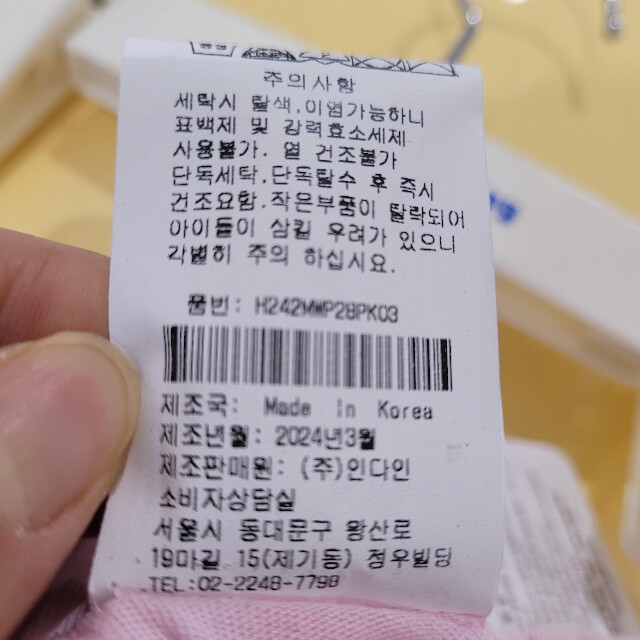 주의사항
세탁시 탈색,이염가능하니
표백제 및 강력효소세제
사용불가. 열 건조불가
단독세탁,단독탈수 후 즉시
건조요함.작은부품이 탈락되어
아이들이 삼킬 우려가 있으니
각별히 주의 하십시요.
품번: H242MWP28PK03
제조국: Made In Korea
제조년월: 2024년3월
제조판매원: (주)인다인
소비자상담실
서울시 동대문구 왕산로
19마길 15(제기동) 정우빌딩
TEL:02-2248-7798